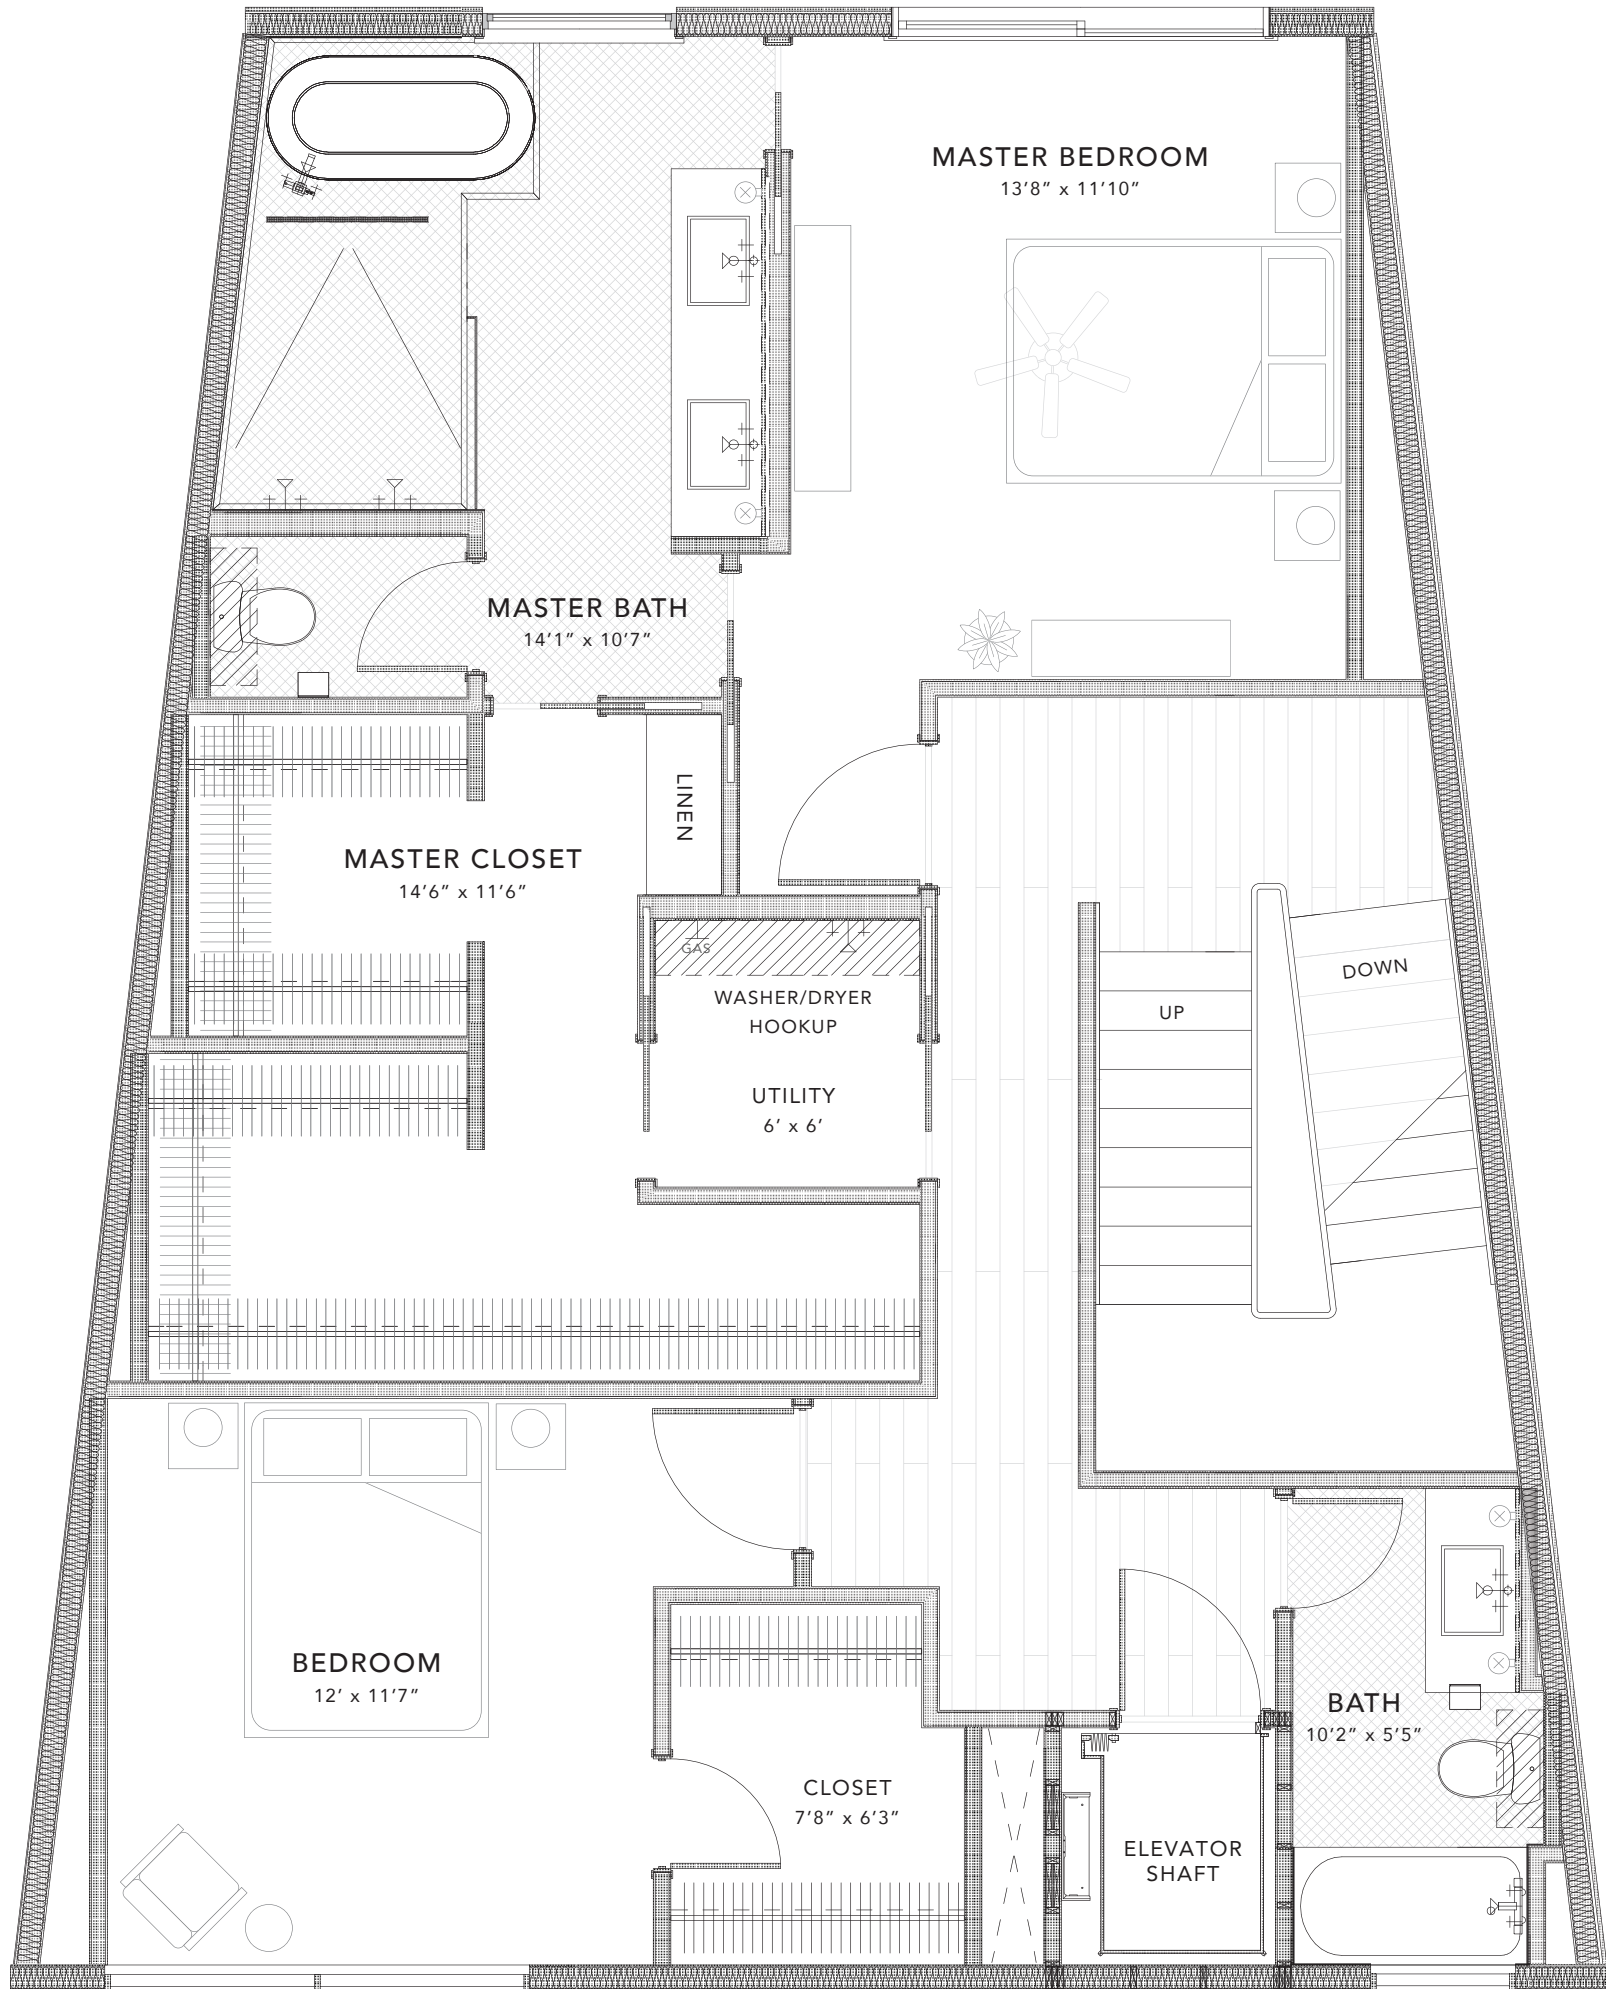 MASTER BEDROOM
13’8” x 11’10”
MASTER BATH
14’1” x 10’7”
LINEN
MASTER CLOSET
14’6” x 11’6”
GAS
WASHER/DRYER
HOOKUP
UTILITY
6’ x 6’
UP
DOWN
BEDROOM
12’ x 11’7”
BATH
10’2” x 5’5”
CLOSET
7’8” x 6’3”
ELEVATOR
SHAFT